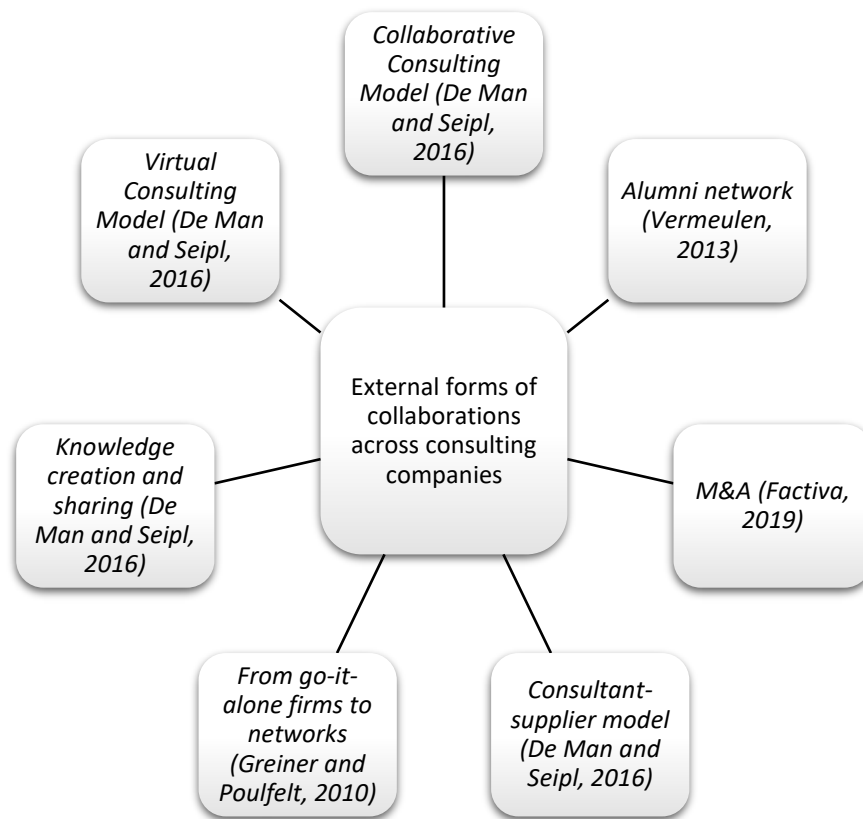 Collaborative
Consulting
Model (De Man
and Seipl,
2016)
Virtual
Consulting
Model (De Man
and Seipl,
2016)
Alumni network
(Vermeulen,
2013)
External forms of
collaborations
across consulting
companies
Knowledge
creation and
sharing (De
Man and Seipl,
2016)
M&A (Factiva,
2019)
From go-it-
alone firms to
networks
(Greiner and
Poulfelt, 2010)
Consultant-
supplier model
(De Man and
Seipl, 2016)